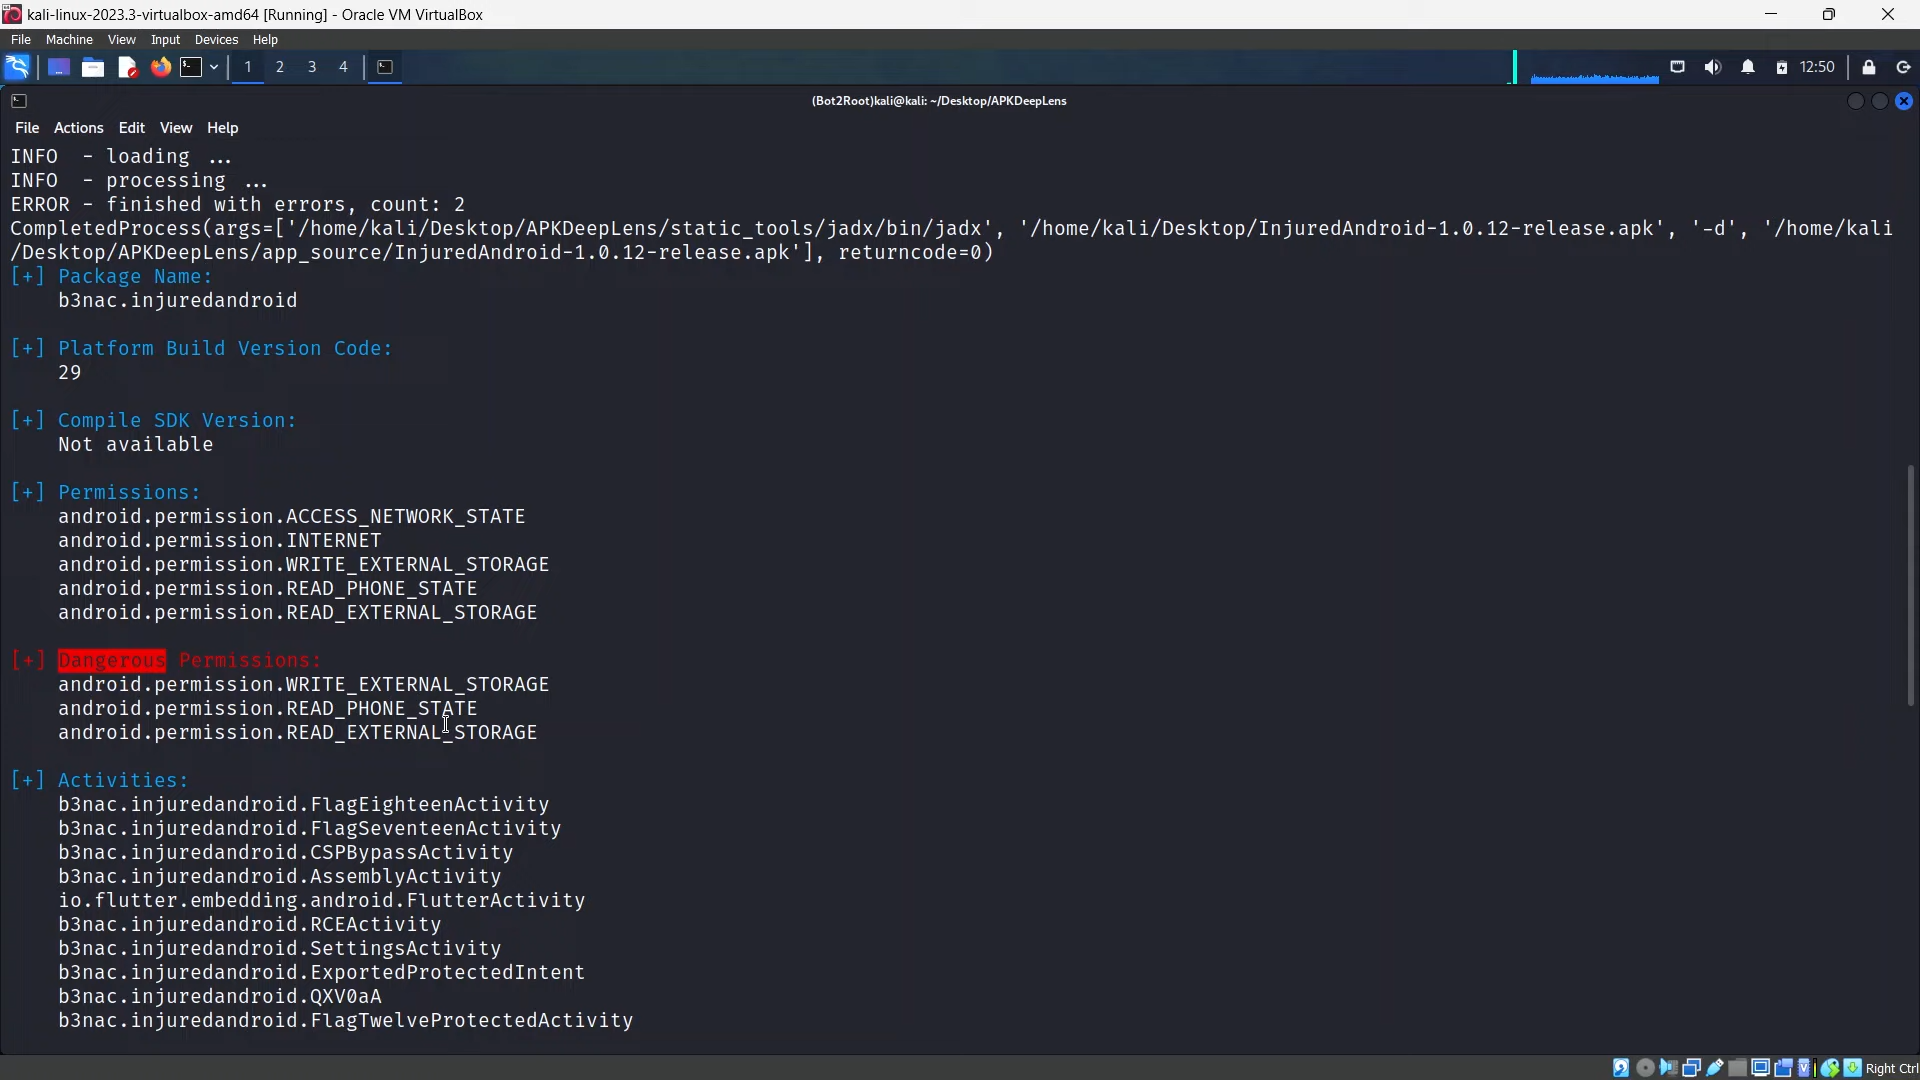 kali-linux-2023.3-virtualbox-amd64 [Running] - Oracle VM VirtualBox
File Machine View Input Devices Help
1 2 3 4 12:50
(Bot2Root)kali@kali: ~/Desktop/APKDeepLens
File Actions Edit View Help
INFO  - loading ...
INFO  - processing ...
ERROR - finished with errors, count: 2
CompletedProcess(args=['/home/kali/Desktop/APKDeepLens/static_tools/jadx/bin/jadx', '/home/kali/Desktop/InjuredAndroid-1.0.12-release.apk', '-d', '/home/kali
/Desktop/APKDeepLens/app_source/InjuredAndroid-1.0.12-release.apk'], returncode=0)
[+] Package Name:
b3nac.injuredandroid
[+] Platform Build Version Code:
29
[+] Compile SDK Version:
Not available
[+] Permissions:
android.permission.ACCESS_NETWORK_STATE
android.permission.INTERNET
android.permission.WRITE_EXTERNAL_STORAGE
android.permission.READ_PHONE_STATE
android.permission.READ_EXTERNAL_STORAGE
[+] Dangerous Permissions:
android.permission.WRITE_EXTERNAL_STORAGE
android.permission.READ_PHONE_STATE
android.permission.READ_EXTERNAL_STORAGE
[+] Activities:
b3nac.injuredandroid.FlagEighteenActivity
b3nac.injuredandroid.FlagSeventeenActivity
b3nac.injuredandroid.CSPBypassActivity
b3nac.injuredandroid.AssemblyActivity
io.flutter.embedding.android.FlutterActivity
b3nac.injuredandroid.RCEActivity
b3nac.injuredandroid.SettingsActivity
b3nac.injuredandroid.ExportedProtectedIntent
b3nac.injuredandroid.QXV0aA
b3nac.injuredandroid.FlagTwelveProtectedActivity
Right Ctrl